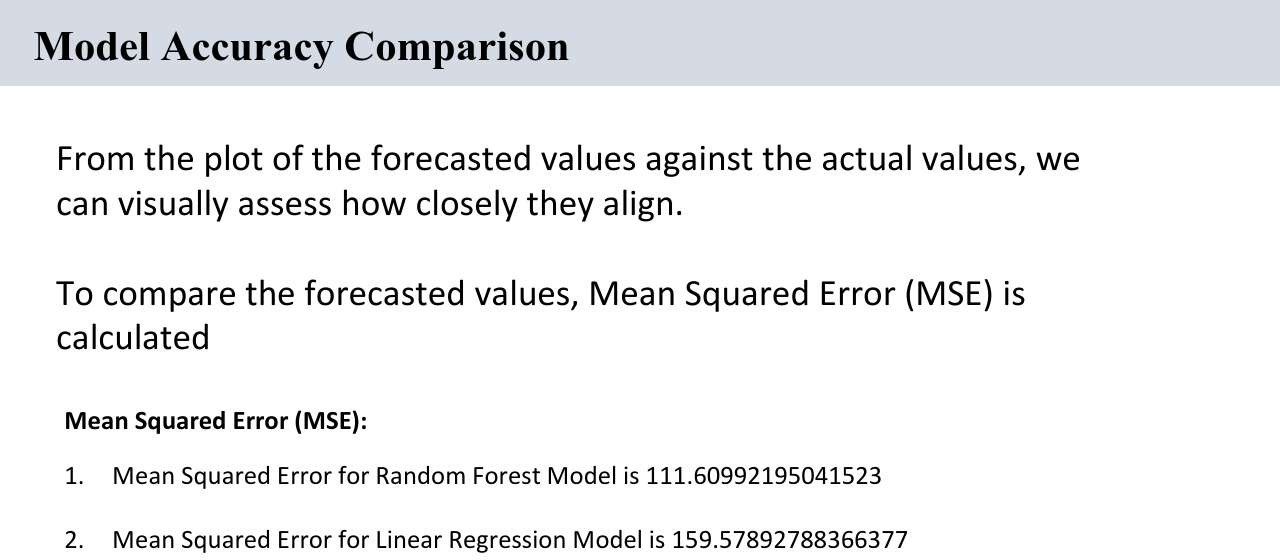 Model Accuracy Comparison
From the plot of the forecasted values against the actual values, we
can visually assess how closely they align.
To compare the forecasted values, Mean Squared Error (MSE) is
calculated
Mean Squared Error (MSE):
1. Mean Squared Error for Random Forest Model is 111.60992195041523
2. Mean Squared Error for Linear Regression Model is 159.57892788366377